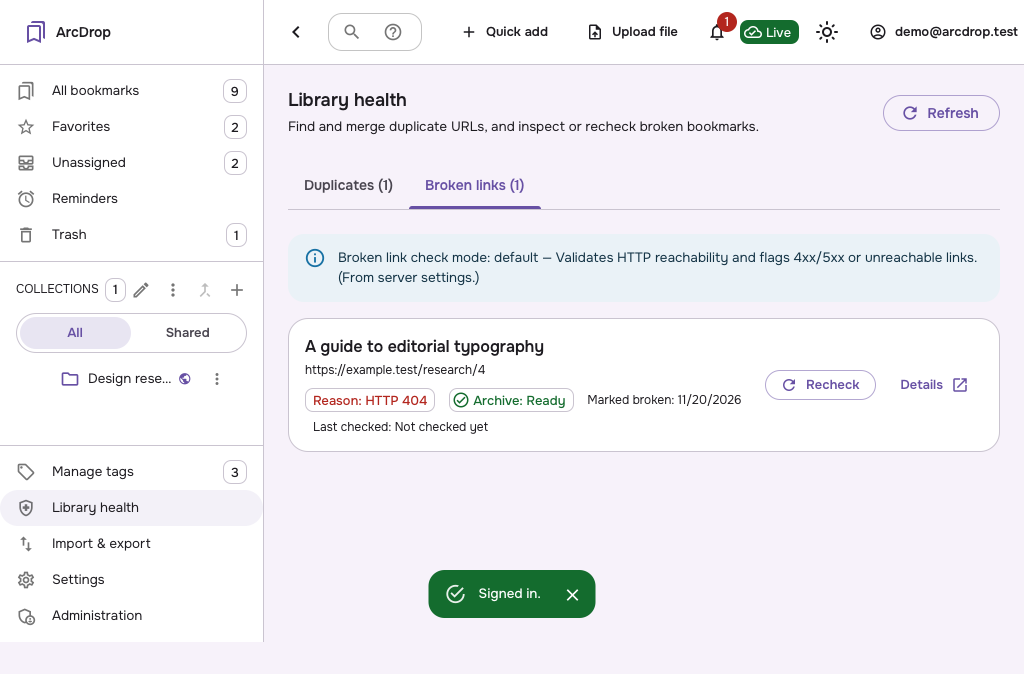 ArcDrop
Quick add
Upload file
1
Live
demo@arcdrop.test
All bookmarks 9
Favorites 2
Unassigned 2
Reminders
Trash 1
COLLECTIONS 1
All Shared
Design rese...
Manage tags 3
Library health
Import & export
Settings
Administration
Library health
Find and merge duplicate URLs, and inspect or recheck broken bookmarks.
Refresh
Duplicates (1) Broken links (1)
Broken link check mode: default — Validates HTTP reachability and flags 4xx/5xx or unreachable links.
(From server settings.)
A guide to editorial typography
https://example.test/research/4
Reason: HTTP 404 Archive: Ready Marked broken: 11/20/2026
Last checked: Not checked yet
Recheck Details
Signed in.